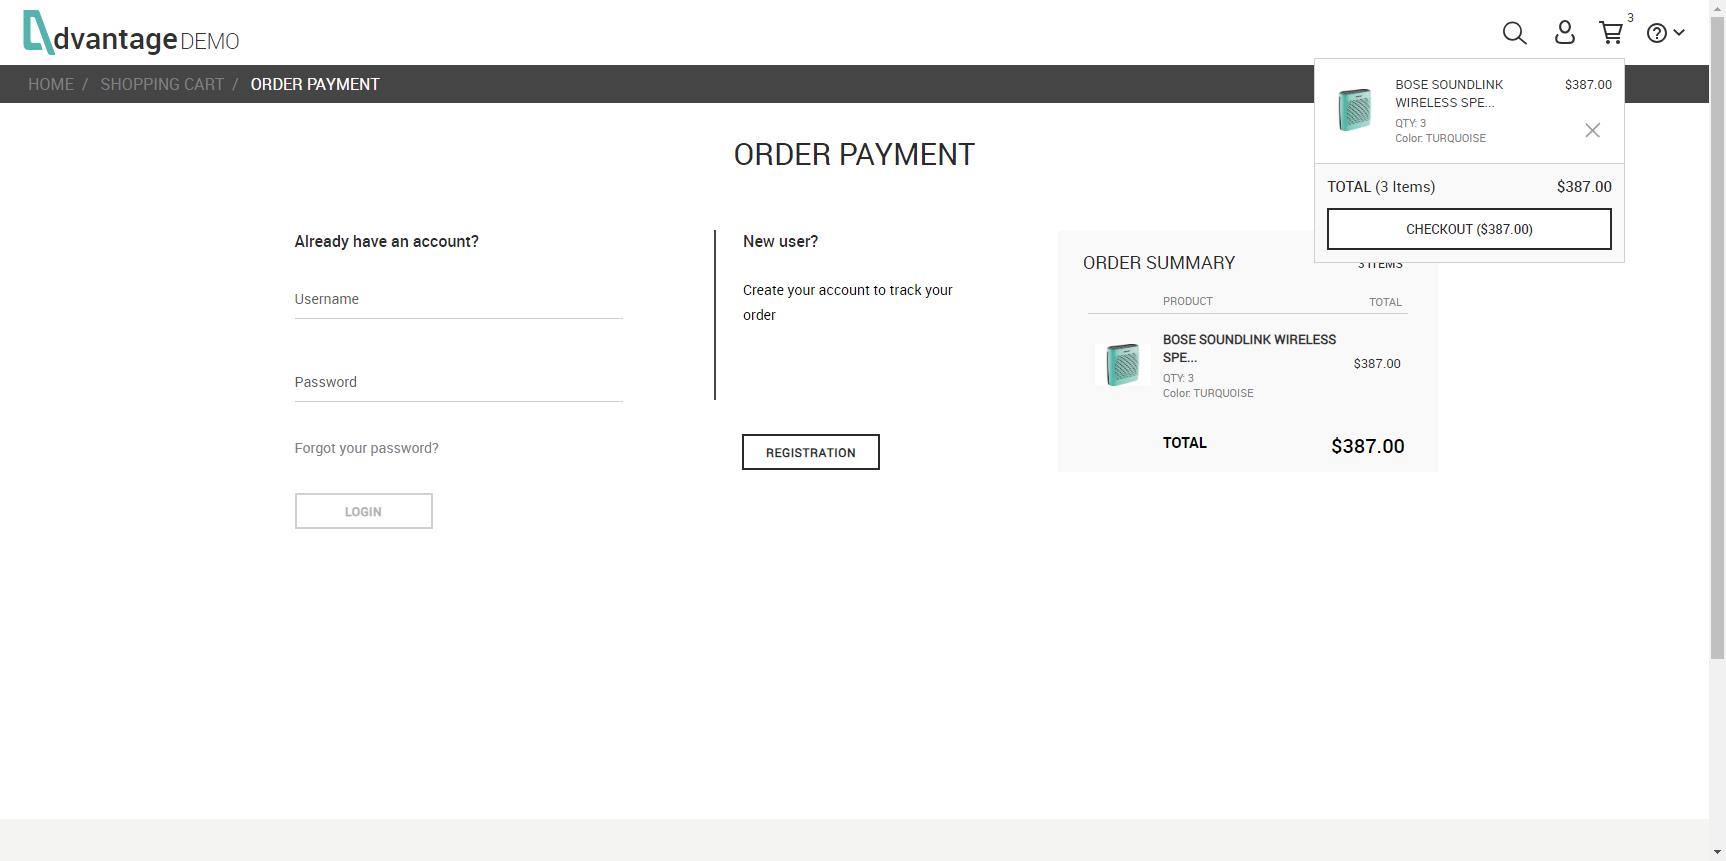 dvantage DEMO
3
HOME / SHOPPING CART / ORDER PAYMENT
BOSE SOUNDLINK
WIRELESS SPE...
$387.00
QTY: 3
Color: TURQUOISE
TOTAL (3 Items) $387.00
CHECKOUT ($387.00)
ORDER PAYMENT
Already have an account?
Username
Password
Forgot your password?
LOGIN
New user?
Create your account to track your
order
REGISTRATION
ORDER SUMMARY
3 ITEMS
PRODUCT TOTAL
BOSE SOUNDLINK WIRELESS
SPE...
$387.00
QTY: 3
Color: TURQUOISE
TOTAL $387.00